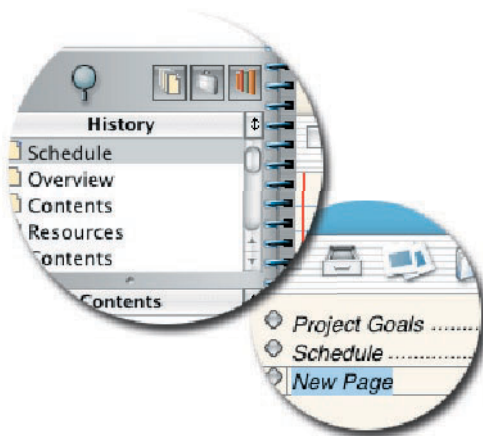 History
Schedule
Overview
Contents
Resources
Contents
Contents
Project Goals ........
Schedule ..............
New Page